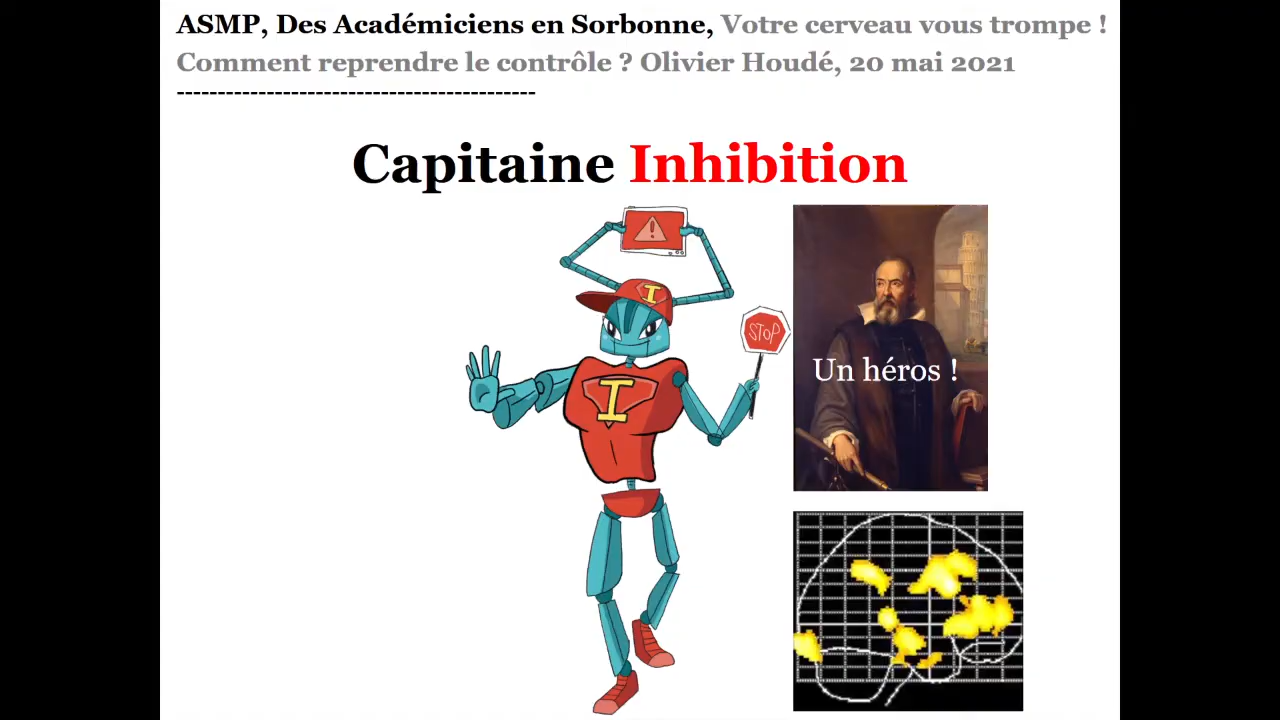 ASMP, Des Académiciens en Sorbonne, Votre cerveau vous trompe !
Comment reprendre le contrôle ? Olivier Houdé, 20 mai 2021
--------------------------------------------
Capitaine Inhibition
!
I
STOP
I
Un héros !